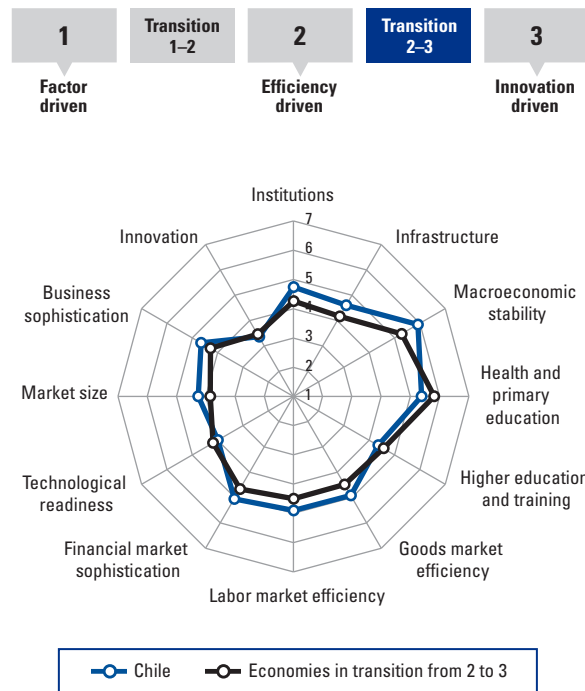 1
Transition
1–2
2
Transition
2–3
3
Factor
driven
Efficiency
driven
Innovation
driven
Institutions
7
6
5
4
3
2
1
Infrastructure
Macroeconomic
stability
Health and
primary
education
Higher education
and training
Goods market
efficiency
Labor market efficiency
Financial market
sophistication
Technological
readiness
Market size
Business
sophistication
Innovation
Chile
Economies in transition from 2 to 3